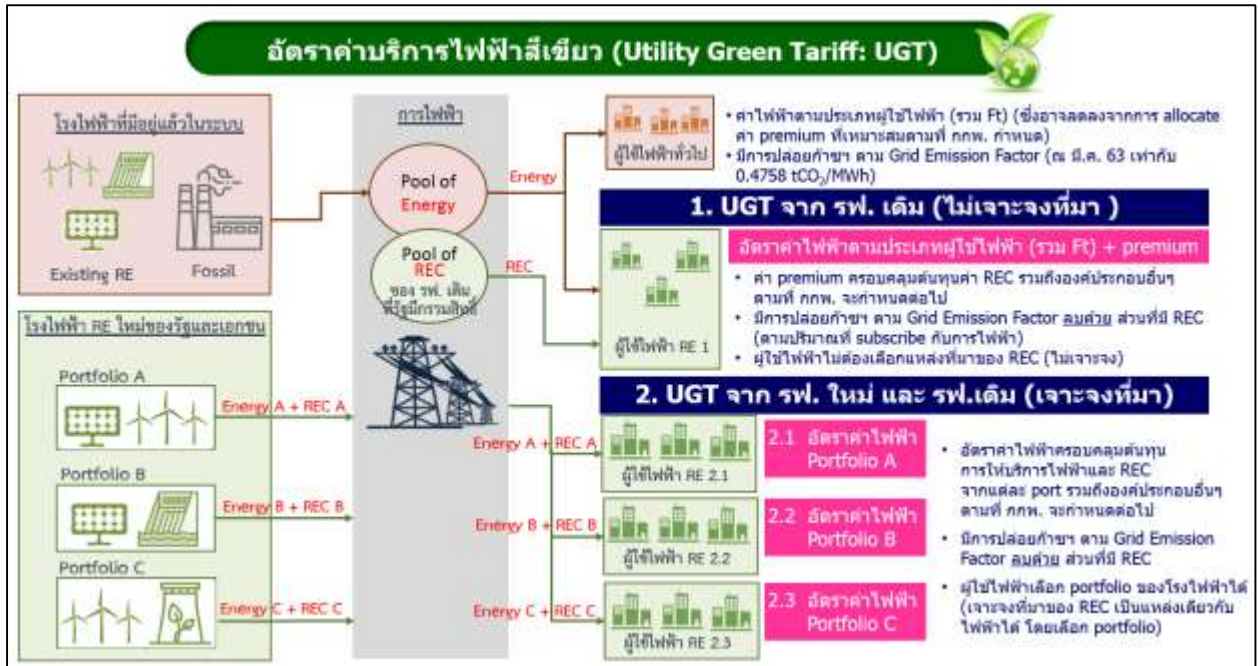 อัตราค่าบริการไฟฟ้าสีเขียว (Utility Green Tariff: UGT)
โรงไฟฟ้าที่มีอยู่แล้วในระบบ
Existing RE
Fossil
การไฟฟ้า
Pool of
Energy
Pool of
REC
ของ รฟ. เดิม
ที่รัฐมีกรรมสิทธิ์
Energy
REC
ผู้ใช้ไฟฟ้าทั่วไป
• ค่าไฟฟ้าตามประเภทผู้ใช้ไฟฟ้า (รวม Ft) (ซึ่งอาจลดลงจากการ allocate
ค่า premium ที่เหมาะสมตามที่ กกพ. กำหนด)
• มีการปล่อยก๊าซฯ ตาม Grid Emission Factor (ณ มี.ค. 63 เท่ากับ
0.4758 tCO2/MWh)
1. UGT จาก รฟ. เดิม (ไม่เจาะจงที่มา )
ผู้ใช้ไฟฟ้า RE 1
อัตราค่าไฟฟ้าตามประเภทผู้ใช้ไฟฟ้า (รวม Ft) + premium
• ค่า premium ครอบคลุมต้นทุนค่า REC รวมถึงองค์ประกอบอื่นๆ
ตามที่ กกพ. จะกำหนดต่อไป
• มีการปล่อยก๊าซฯ ตาม Grid Emission Factor ลบด้วย ส่วนที่มี REC
(ตามปริมาณที่ subscribe กับการไฟฟ้า)
• ผู้ใช้ไฟฟ้าไม่ต้องเลือกแหล่งที่มาของ REC (ไม่เจาะจง)
โรงไฟฟ้า RE ใหม่ของรัฐและเอกชน
Portfolio A
Energy A + REC A
Portfolio B
Energy B + REC B
Portfolio C
Energy C + REC C
2. UGT จาก รฟ. ใหม่ และ รฟ.เดิม (เจาะจงที่มา)
Energy A + REC A
ผู้ใช้ไฟฟ้า RE 2.1
2.1 อัตราค่าไฟฟ้า
Portfolio A
Energy B + REC B
ผู้ใช้ไฟฟ้า RE 2.2
2.2 อัตราค่าไฟฟ้า
Portfolio B
Energy C + REC C
ผู้ใช้ไฟฟ้า RE 2.3
2.3 อัตราค่าไฟฟ้า
Portfolio C
• อัตราค่าไฟฟ้าครอบคลุมต้นทุน
การให้บริการไฟฟ้าและ REC
จากแต่ละ port รวมถึงองค์ประกอบอื่นๆ
ตามที่ กกพ. จะกำหนดต่อไป
• มีการปล่อยก๊าซฯ ตาม Grid Emission
Factor ลบด้วย ส่วนที่มี REC
• ผู้ใช้ไฟฟ้าเลือก portfolio ของโรงไฟฟ้าได้
(เจาะจงที่มาของ REC เป็นแหล่งเดียวกับ
ไฟฟ้าได้ โดยเลือก portfolio)